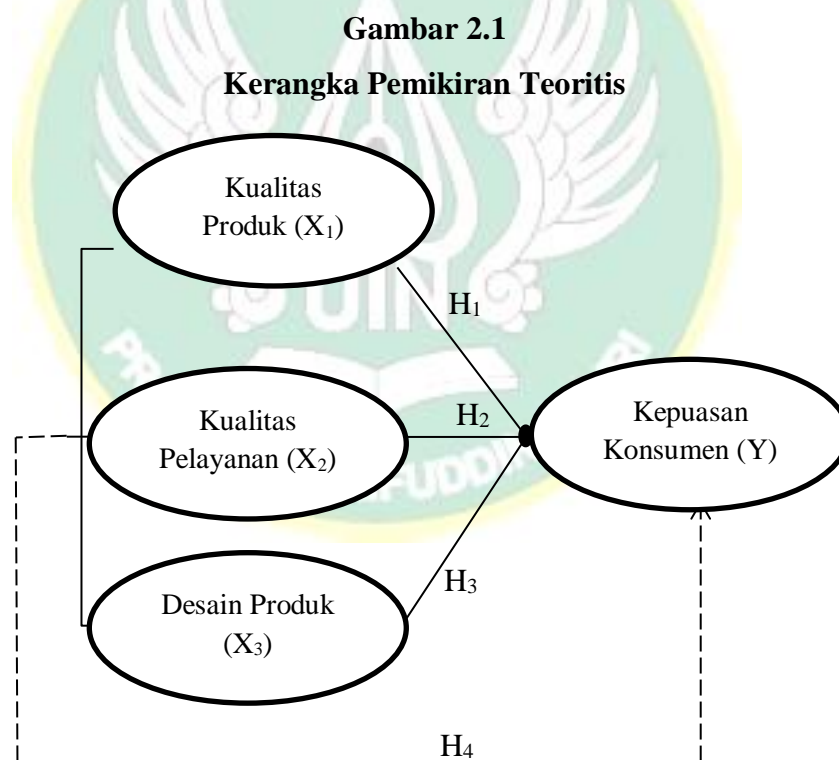 Gambar 2.1
Kerangka Pemikiran Teoritis
Kualitas
Produk (X₁)
H₁
UIN
Kualitas
Pelayanan (X₂)
H₂
Kepuasan
Konsumen (Y)
Desain Produk
(X₃)
H₃
H₄